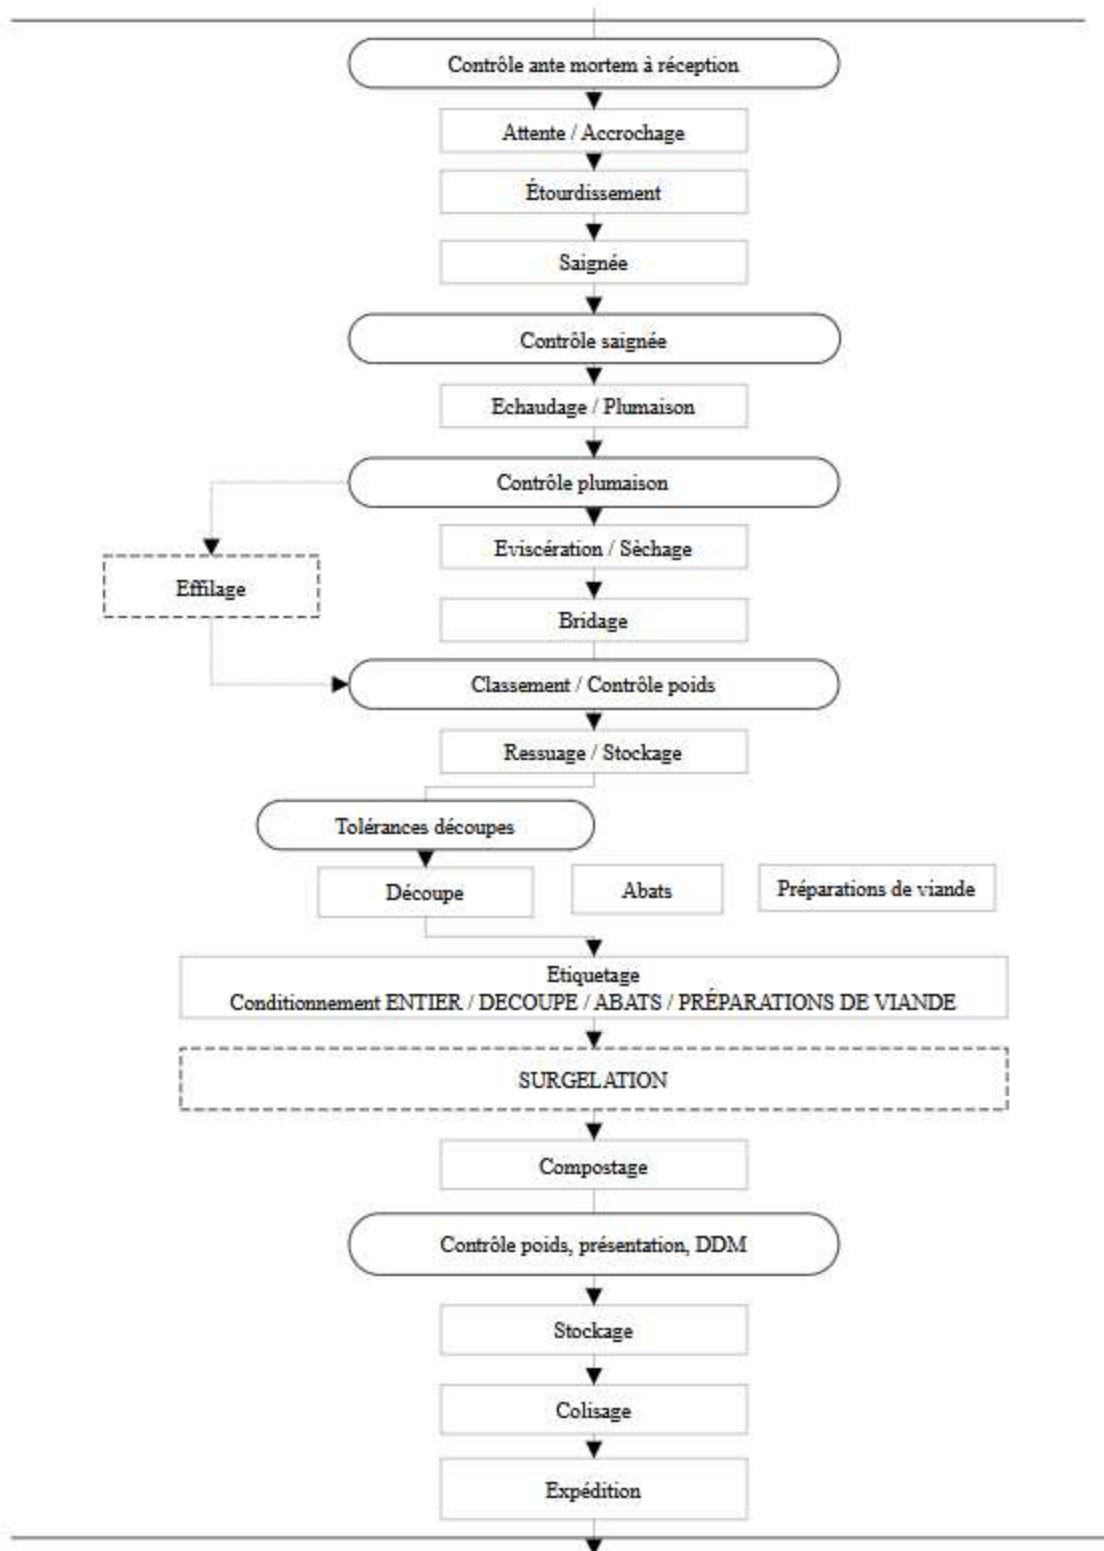 Contrôle ante mortem à réception
Attente / Accrochage
Étourdissement
Saignée
Contrôle saignée
Echaudage / Plumaison
Contrôle plumaison
Eviscération / Sèchage
Effilage
Bridage
Classement / Contrôle poids
Ressuage / Stockage
Tolérances découpes
Découpe
Abats
Préparations de viande
Etiquetage
Conditionnement ENTIER / DECOUPE / ABATS / PRÉPARATIONS DE VIANDE
SURGELATION
Compostage
Contrôle poids, présentation, DDM
Stockage
Colisage
Expédition